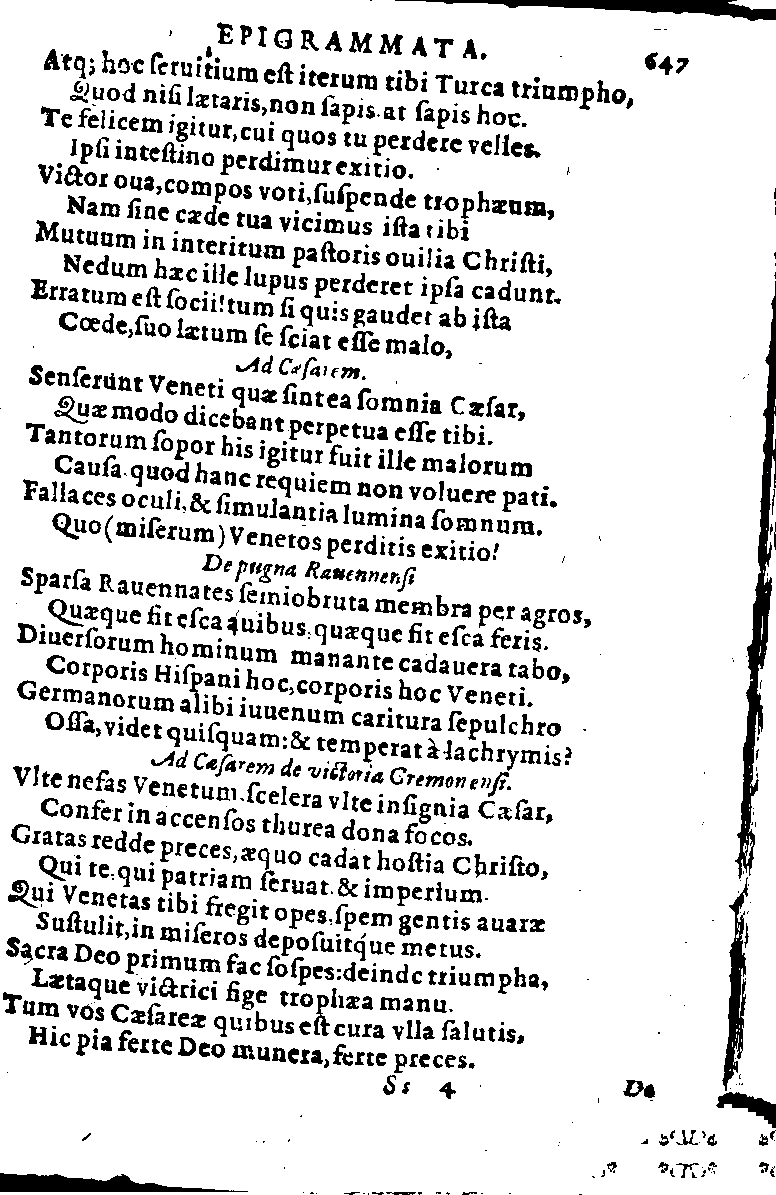 EPIGRAMMATA. 647
Atq; hoc ſeruitium eſt iterum tibi Turca triumpho,
Quod niſi lætaris, non ſapis. at ſapis hoc.
Te felicem igitur, cui quos tu perdere velles.
Ipſi inteſtino perdimur exitio.
Victor oua, compos voti, ſuſpende trophæum,
Nam ſine cæde tua vicimus iſta tibi
Mutuum in interitum paſtoris ouilia Chriſti,
Nedum hæc ille lupus perderet ipſa cadunt.
Erratum eſt ſocii! tum ſi quis gaudet ab iſta
Cœde, ſuo lætum ſe ſciat eſſe malo,
Ad Cæſarem.
Senſerunt Veneti quæ ſint ea ſomnia Cæſar,
Quæ modo dicebant perpetua eſſe tibi.
Tantorum ſopor his igitur fuit ille malorum
Cauſa. quod hanc requiem non voluere pati.
Fallaces oculi, & ſimulantia lumina ſomnum.
Quo (miſerum) Venetos perditis exitio!
De pugna Rauennenſi
Sparſa Rauennates ſemiobruta membra per agros,
Quæque ſit eſca quibus, quæque ſit eſca feris.
Diuerſorum hominum manante cadauera tabo,
Corporis Hiſpani hoc, corporis hoc Veneti.
Germanorum alibi iuuenum caritura ſepulchro
Oſſa, videt quiſquam: & temperat à lachrymis?
Ad Cæſarem de victoria Cremonenſi.
Vlte nefas Venetum, ſcelera vlte inſignia Cæſar,
Confer in accenſos thurea dona focos.
Gratas redde preces, æquo cadat hoſtia Chriſto,
Qui te, qui patriam ſeruat. & imperium.
Qui Venetas tibi fregit opes, ſpem gentis auaræ
Suſtulit, in miſeros depoſuitque metus.
Sacra Deo primum fac ſoſpes: deinde triumpha,
Lætaque victrici fige trophæa manu.
Tum vos Cæſareæ quibus eſt cura vlla ſalutis,
Hic pia ferte Deo munera, ferte preces.
Ss 4 De